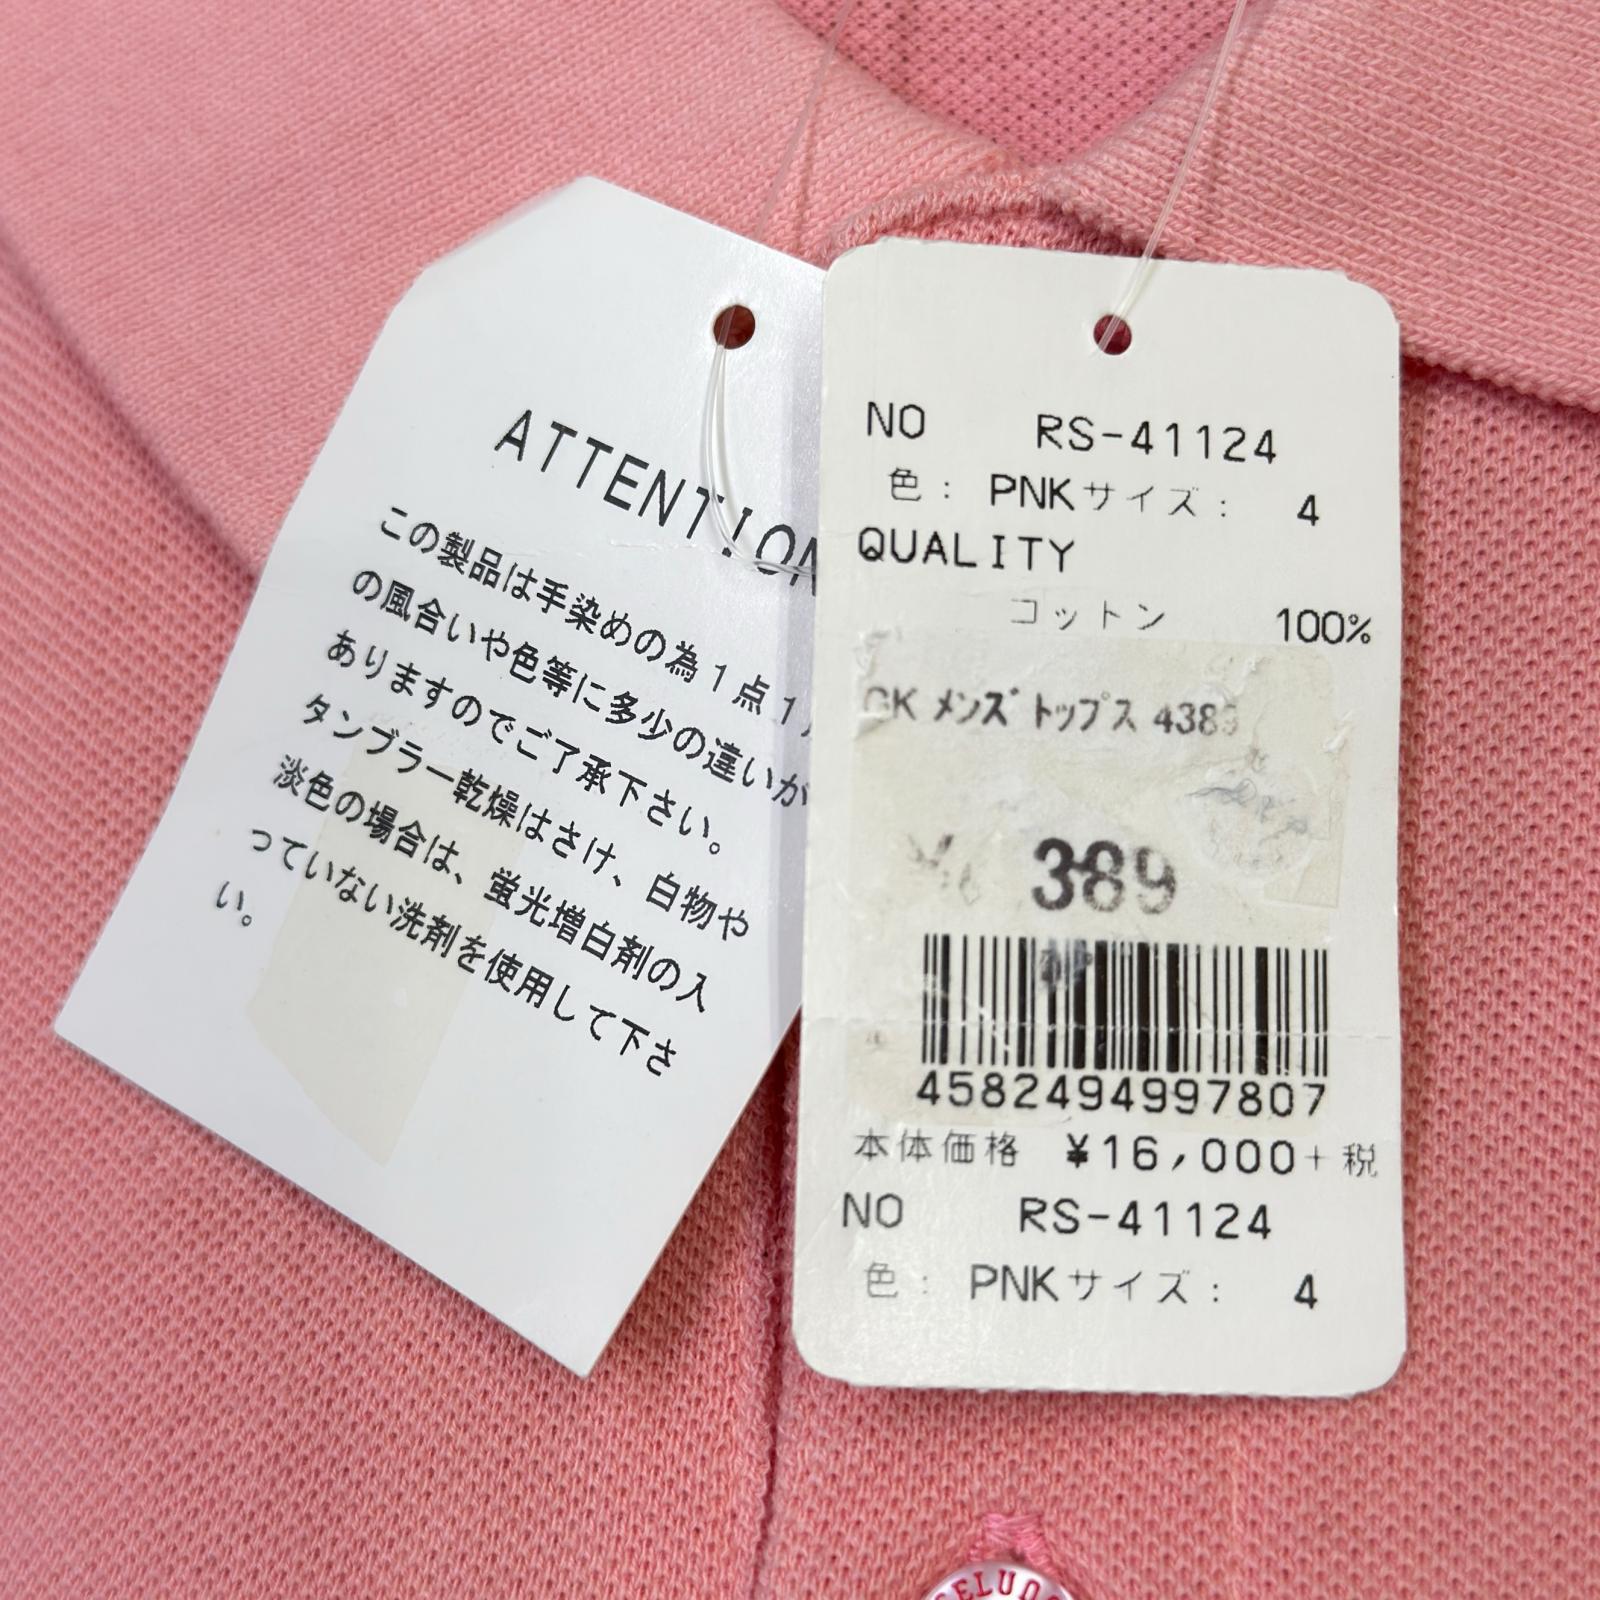 ATTENTION
この製品は手染めの為1点1
の風合いや色等に多少の違いが
ありますのでご了承下さい。
タンブラー乾燥はさけ、白物や
淡色の場合は、蛍光増白剤の入
っていない洗剤を使用して下さ
い。
NO RS-41124
色: PNKサイズ: 4
QUALITY
コットン 100%
GK メンズ トップス 4389
389
4582494997807
本体価格 ¥16,000+税
NO RS-41124
色: PNKサイズ: 4